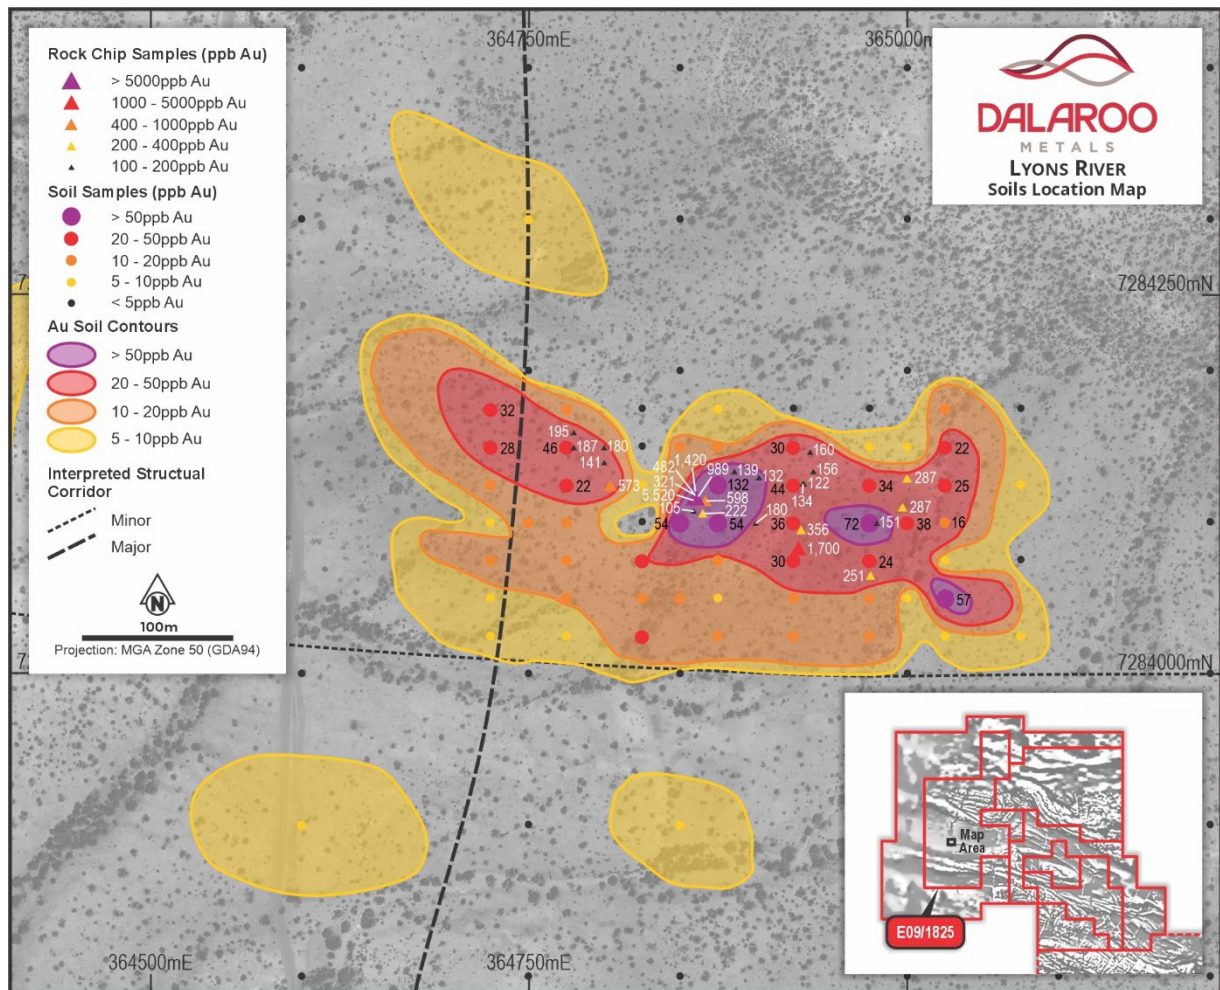 364750mE
365000m
Rock Chip Samples (ppb Au)
> 5000ppb Au
1000 - 5000ppb Au
400 - 1000ppb Au
200 - 400ppb Au
100 - 200ppb Au
Soil Samples (ppb Au)
> 50ppb Au
20 - 50ppb Au
10 - 20ppb Au
5 - 10ppb Au
< 5ppb Au
Au Soil Contours
> 50ppb Au
20 - 50ppb Au
10 - 20ppb Au
5 - 10ppb Au
Interpreted Structual
Corridor
Minor
Major
N
100m
Projection: MGA Zone 50 (GDA94)
DALAROO
METALS
LYONS RIVER
Soils Location Map
7
7284250mN
32
195
28
46
187
180
141
22
573
1,420
482
321
989
139
132
5,520
132
598
105
222
54
54
180
30
160
156
44
122
134
36
356
1,700
30
34
287
287
72
151
38
24
251
22
25
16
57
7
7284000mN
Map
Area
E09/1825
364500mE
364750mE